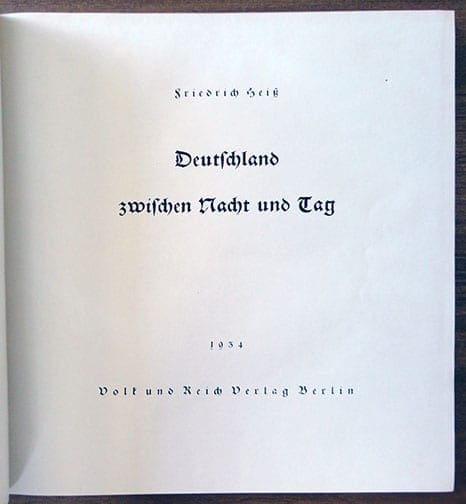 Friedrich Heiß
Deutschland
zwischen Nacht und Tag
1934
Volk und Reich Verlag Berlin